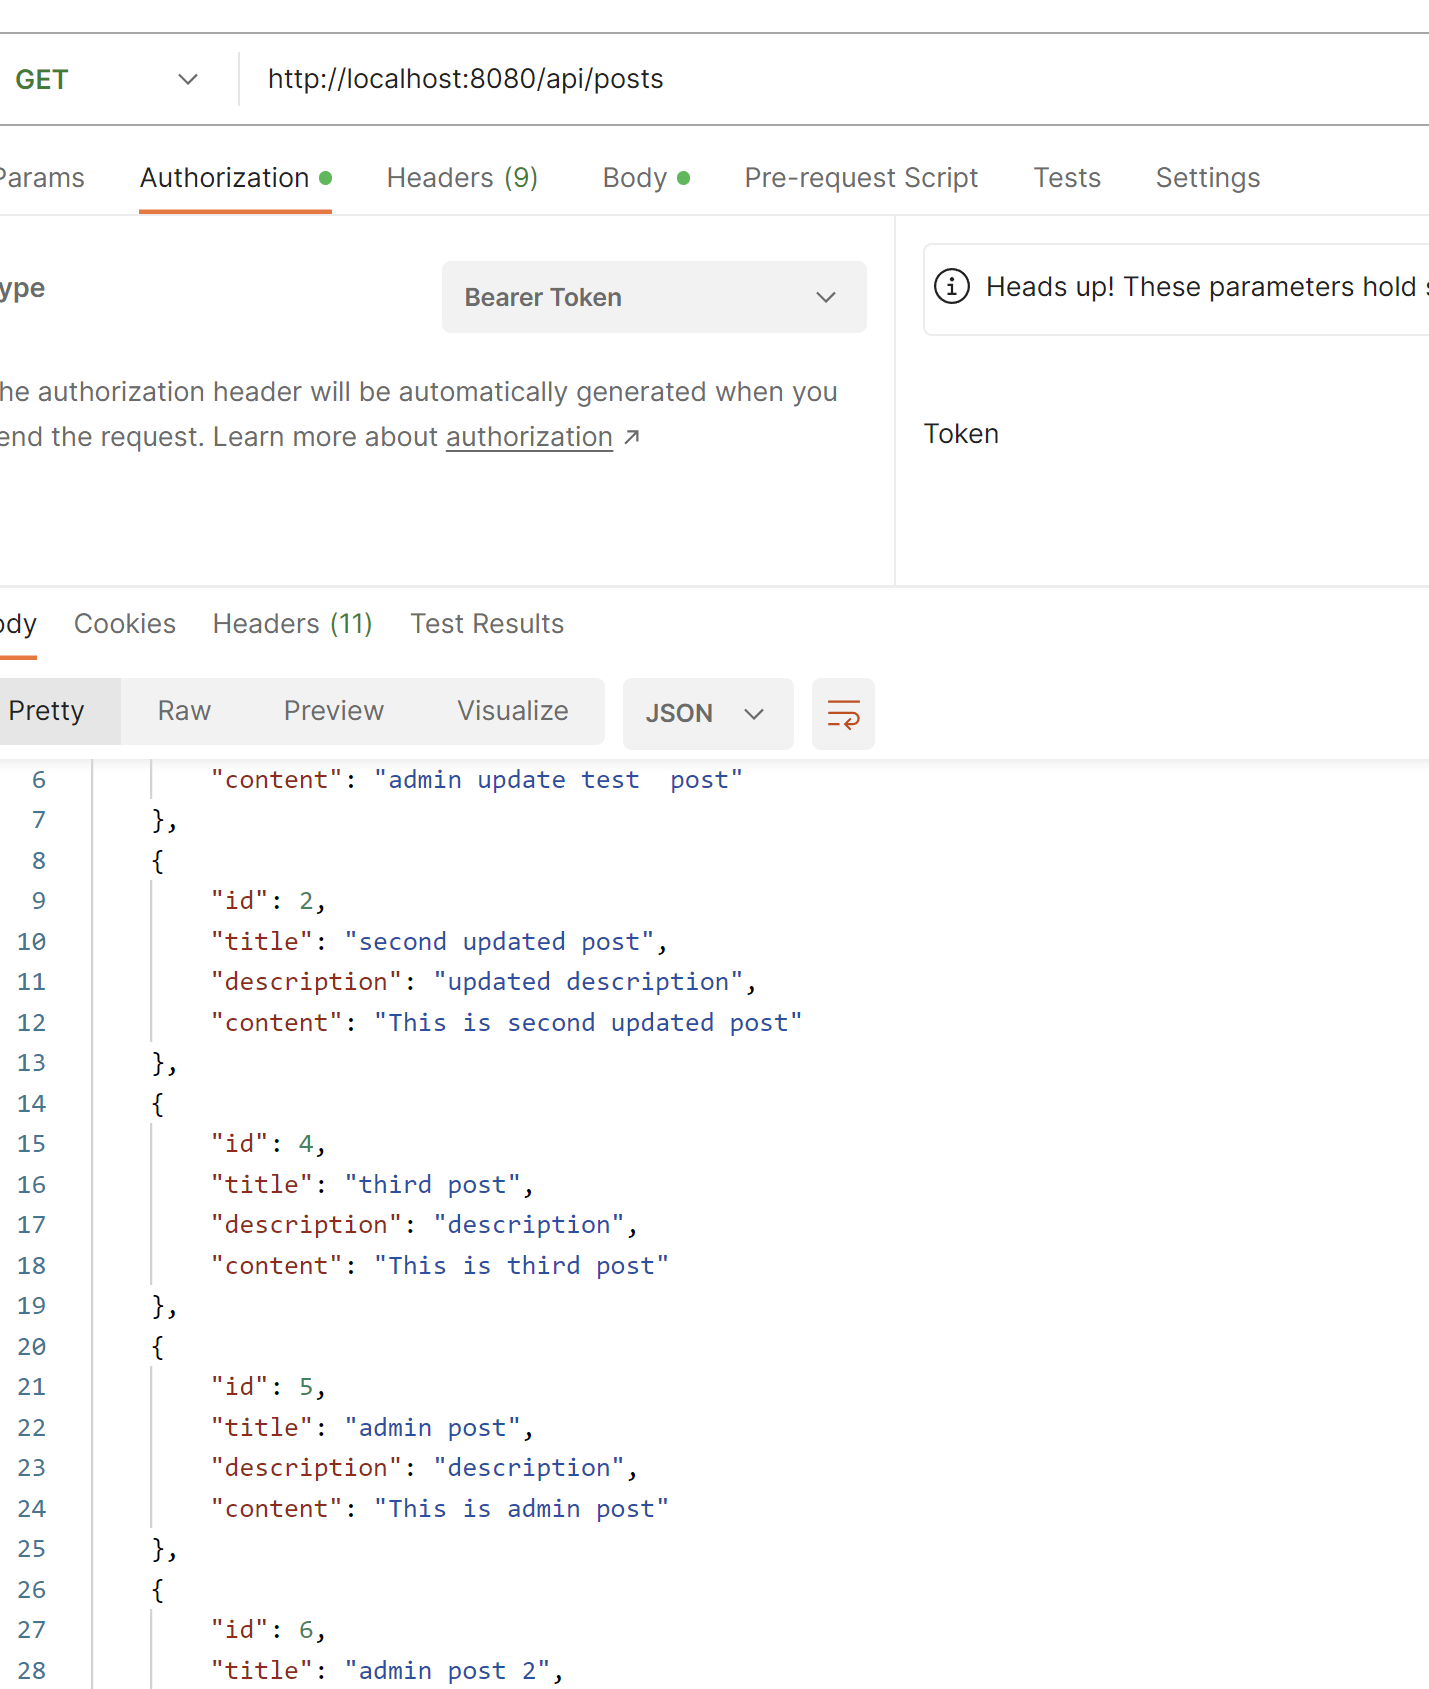 GET http://localhost:8080/api/posts
Params Authorization Headers (9) Body Pre-request Script Tests Settings
ype Bearer Token
Heads up! These parameters hold s
he authorization header will be automatically generated when you
end the request. Learn more about authorization ↗
Token
ody Cookies Headers (11) Test Results
Pretty Raw Preview Visualize JSON
6 "content": "admin update test  post"
7 },
8 {
9 "id": 2,
10 "title": "second updated post",
11 "description": "updated description",
12 "content": "This is second updated post"
13 },
14 {
15 "id": 4,
16 "title": "third post",
17 "description": "description",
18 "content": "This is third post"
19 },
20 {
21 "id": 5,
22 "title": "admin post",
23 "description": "description",
24 "content": "This is admin post"
25 },
26 {
27 "id": 6,
28 "title": "admin post 2",